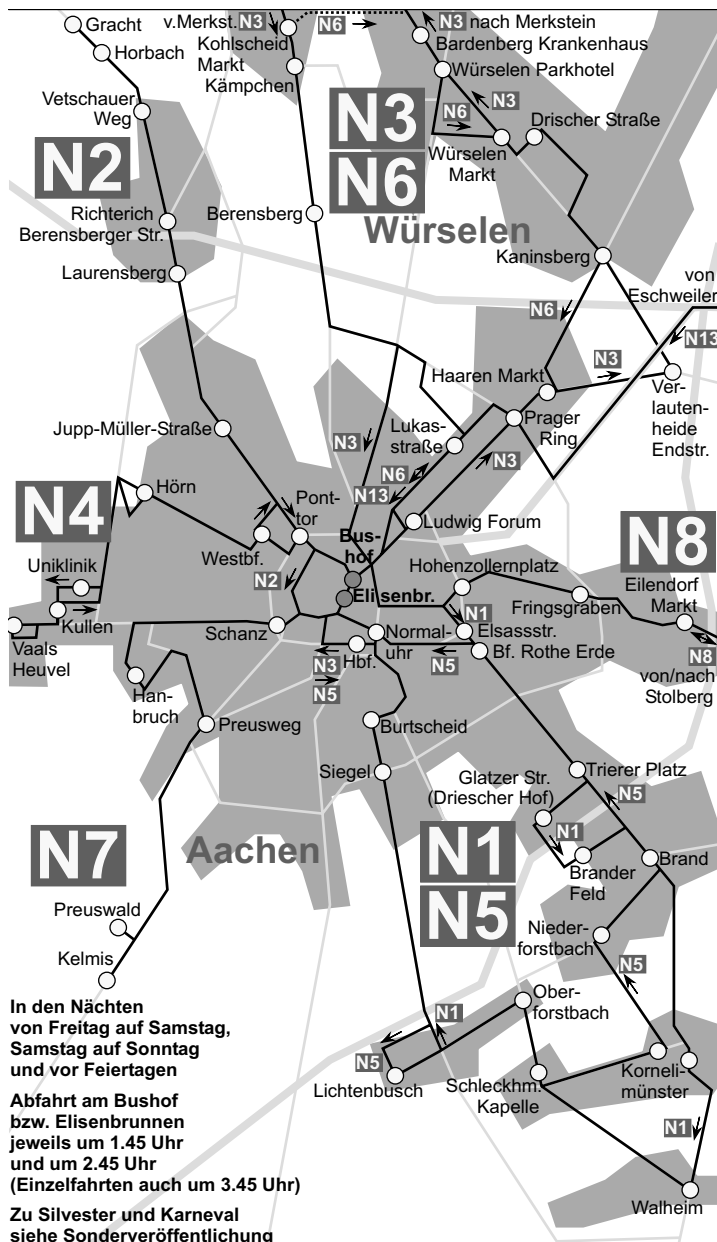 Gracht
Horbach
v.Merkst. N3
N6
N3 nach Merkstein
Kohlscheid
Markt
Kämpchen
Bardenberg Krankenhaus
Würselen Parkhotel
Vetschauer
Weg
N3
N6
N3
N6
Drischer Straße
Würselen
Markt
N2
Richterich
Berensberger Str.
Berensberg
Würselen
Laurensberg
Kaninsberg
von
Eschweiler
N6
N13
N3
Haaren Markt
Ver-
lauten-
heide
Endstr.
Jupp-Müller-Straße
Lukas-
straße
Prager
Ring
N3
N6
N3
N13
Hörn
N4
Pont-
tor
Ludwig Forum
Westbf.
Bus-
hof
N8
Uniklinik
N2
Elisenbr.
Hohenzollernplatz
Eilendorf
Markt
Fringsgraben
Kullen
Schanz
Normal-
uhr
N1
Elsassstr.
Vaals
Heuvel
Hbf.
N3
N5
N5
Bf. Rothe Erde
N8
von/nach
Stolberg
Han-
bruch
Preusweg
Burtscheid
Siegel
Trierer Platz
Glatzer Str.
(Driescher Hof)
N5
N7
Aachen
N1
N5
N1
Brander
Feld
Brand
Preuswald
Nieder-
forstbach
Kelmis
N5
Ober-
forstbach
In den Nächten
von Freitag auf Samstag,
Samstag auf Sonntag
und vor Feiertagen
N1
N5
Lichtenbusch
Schleckhm.
Kapelle
Korneli-
münster
Abfahrt am Bushof
bzw. Elisenbrunnen
jeweils um 1.45 Uhr
und um 2.45 Uhr
(Einzelfahrten auch um 3.45 Uhr)
N1
Walheim
Zu Silvester und Karneval
siehe Sonderveröffentlichung